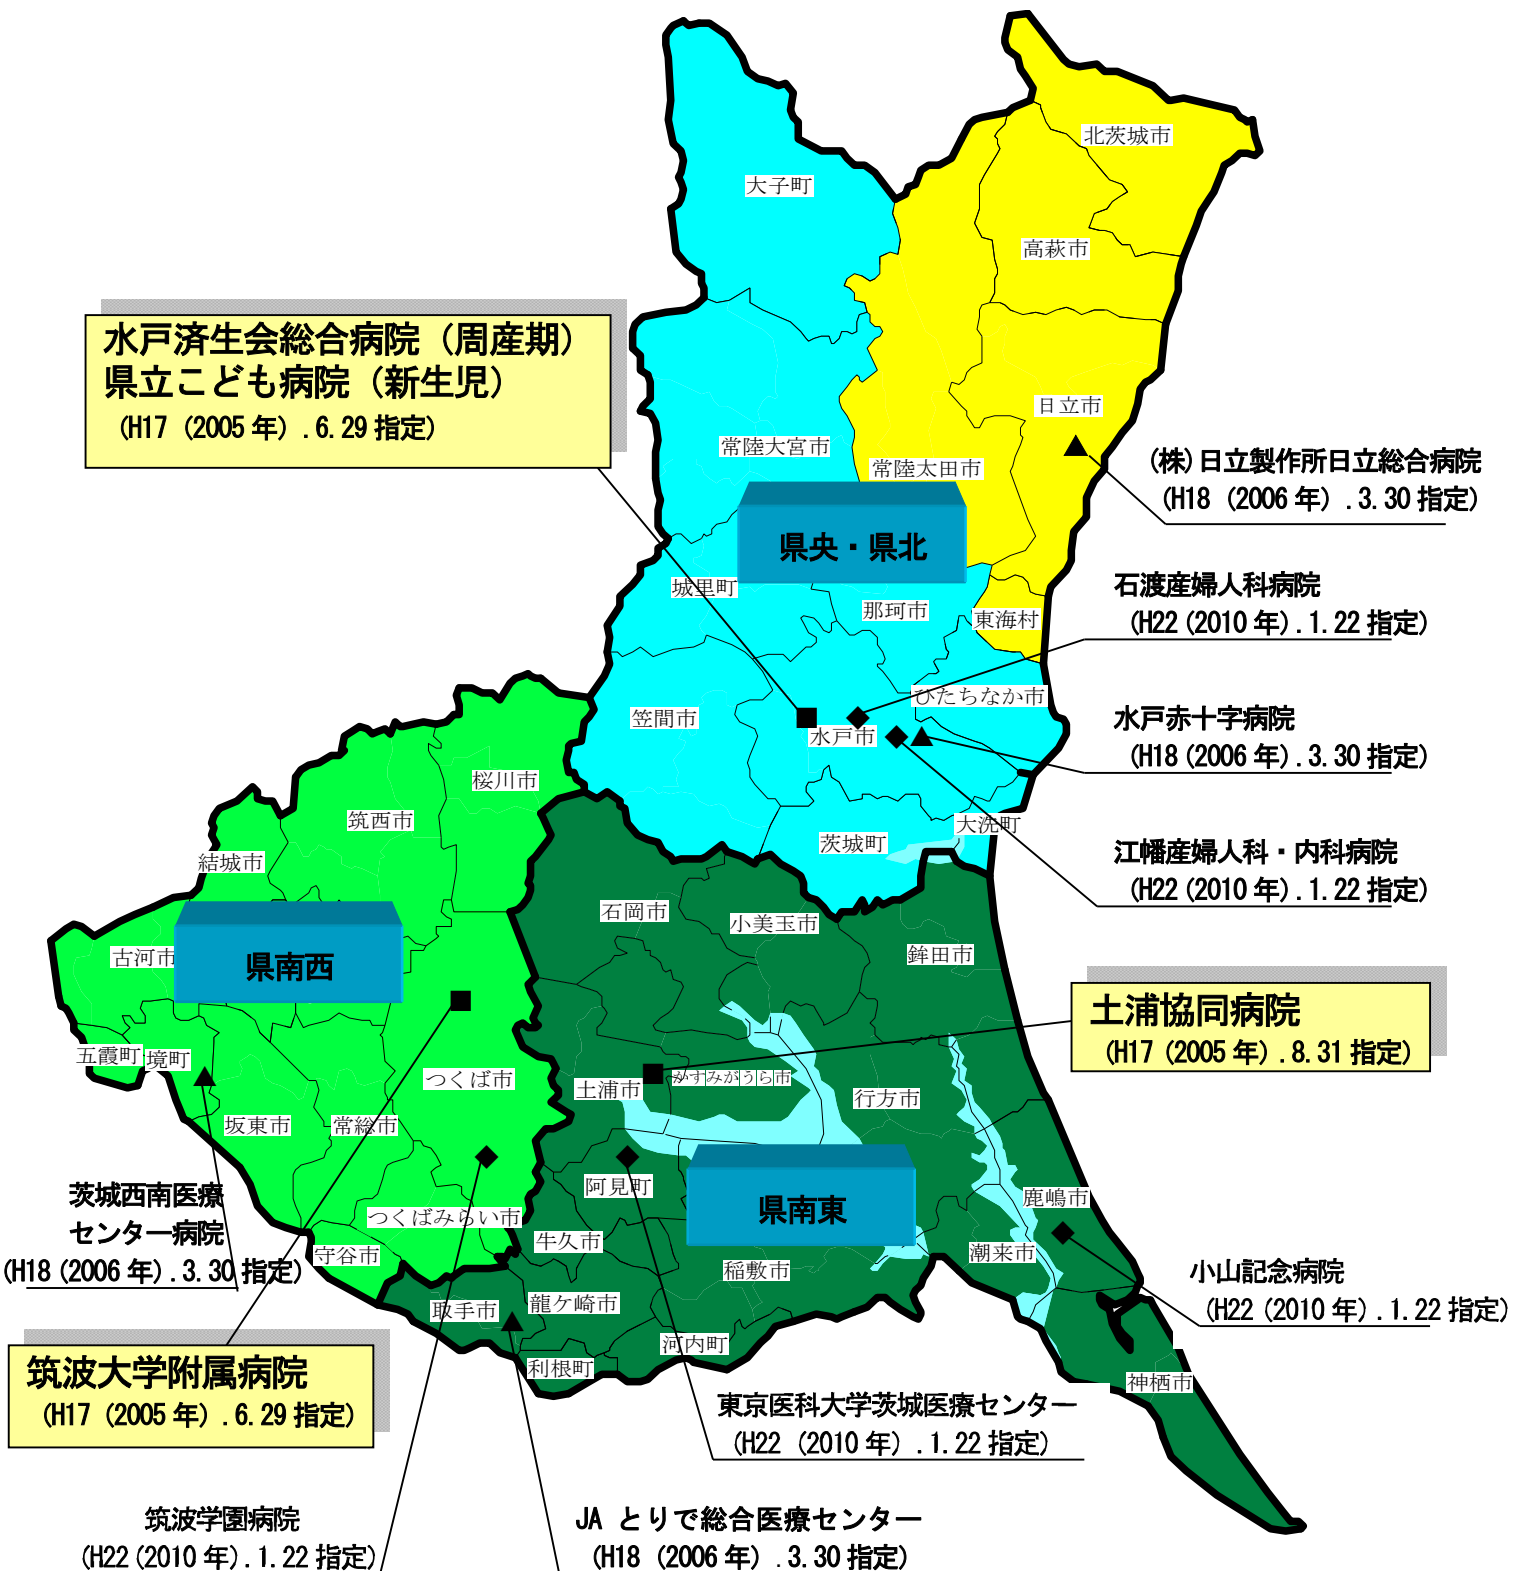 北茨城市
大子町
高萩市
水戸済生会総合病院（周産期）
県立こども病院（新生児）
(H17（2005年）.6.29指定)
日立市
常陸大宮市
常陸太田市
(株)日立製作所日立総合病院
(H18（2006年）.3.30指定)
県央・県北
城里町
那珂市
東海村
石渡産婦人科病院
(H22(2010年).1.22指定)
ひたちなか市
笠間市
水戸市
水戸赤十字病院
(H18(2006年).3.30指定)
桜川市
筑西市
茨城町
大洗町
結城市
江幡産婦人科・内科病院
(H22(2010年).1.22指定)
石岡市
小美玉市
鉾田市
古河市
県南西
土浦協同病院
(H17(2005年).8.31指定)
五霞町
境町
つくば市
土浦市
かすみがうら市
行方市
坂東市
常総市
阿見町
鹿嶋市
茨城西南医療
センター病院
(H18(2006年).3.30指定)
県南東
つくばみらい市
守谷市
牛久市
稲敷市
潮来市
小山記念病院
(H22(2010年).1.22指定)
取手市
龍ケ崎市
河内町
利根町
神栖市
筑波大学附属病院
(H17（2005年）.6.29指定)
東京医科大学茨城医療センター
(H22（2010年）.1.22指定)
筑波学園病院
(H22(2010年).1.22指定)
JA とりで総合医療センター
(H18（2006年）.3.30指定)